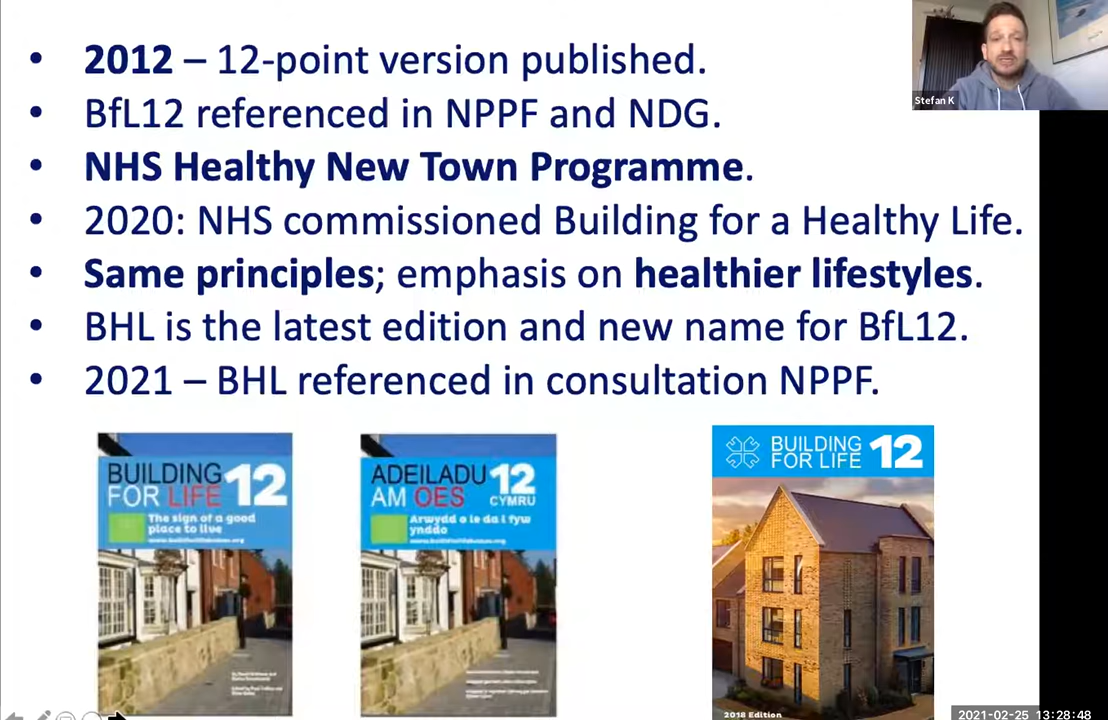 • 2012 – 12-point version published.
• BfL12 referenced in NPPF and NDG.
• NHS Healthy New Town Programme.
• 2020: NHS commissioned Building for a Healthy Life.
• Same principles; emphasis on healthier lifestyles.
• BHL is the latest edition and new name for BfL12.
• 2021 – BHL referenced in consultation NPPF.
Stefan K
BUILDING
FOR LIFE 12
The sign of a good
place to live
ADEILADU
AM OES 12
CYMRU
Arwydd o le da i fyw
ynddo
BUILDING
FOR LIFE 12
2018 Edition
2021-02-25 13:28:48